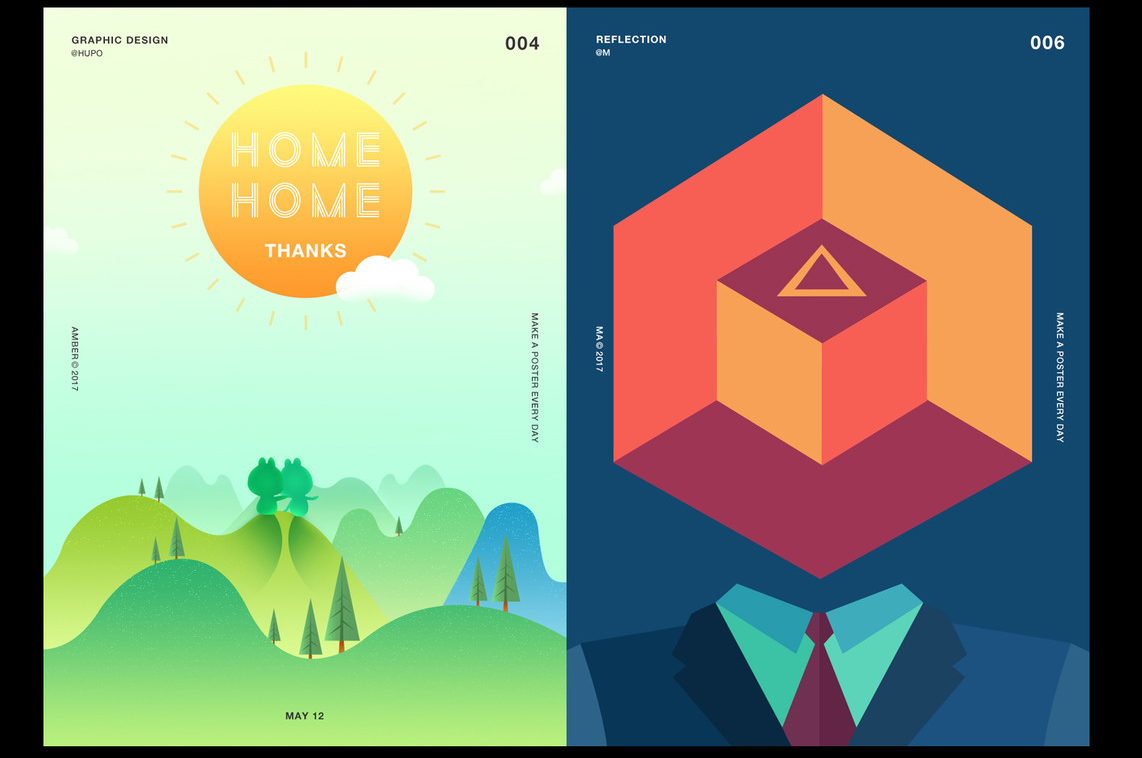 GRAPHIC DESIGN
@HUPO
004
HOME
HOME
THANKS
AMBER © 2017
MAKE A POSTER EVERY DAY
MAY 12
REFLECTION
@M
006
MA © 2017
MAKE A POSTER EVERY DAY